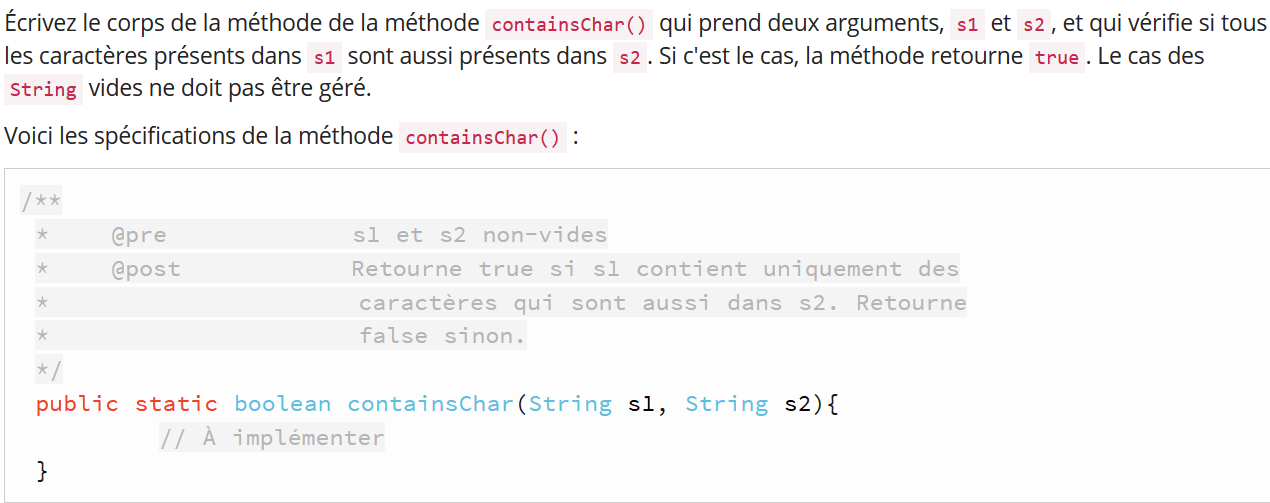 Écrivez le corps de la méthode de la méthode containsChar() qui prend deux arguments, s1 et s2, et qui vérifie si tous
les caractères présents dans s1 sont aussi présents dans s2. Si c'est le cas, la méthode retourne true. Le cas des
String vides ne doit pas être géré.
Voici les spécifications de la méthode containsChar() :
/**
* @pre s1 et s2 non-vides
* @post Retourne true si s1 contient uniquement des
* caractères qui sont aussi dans s2. Retourne
* false sinon.
*/
public static boolean containsChar(String s1, String s2){
// À implémenter
}